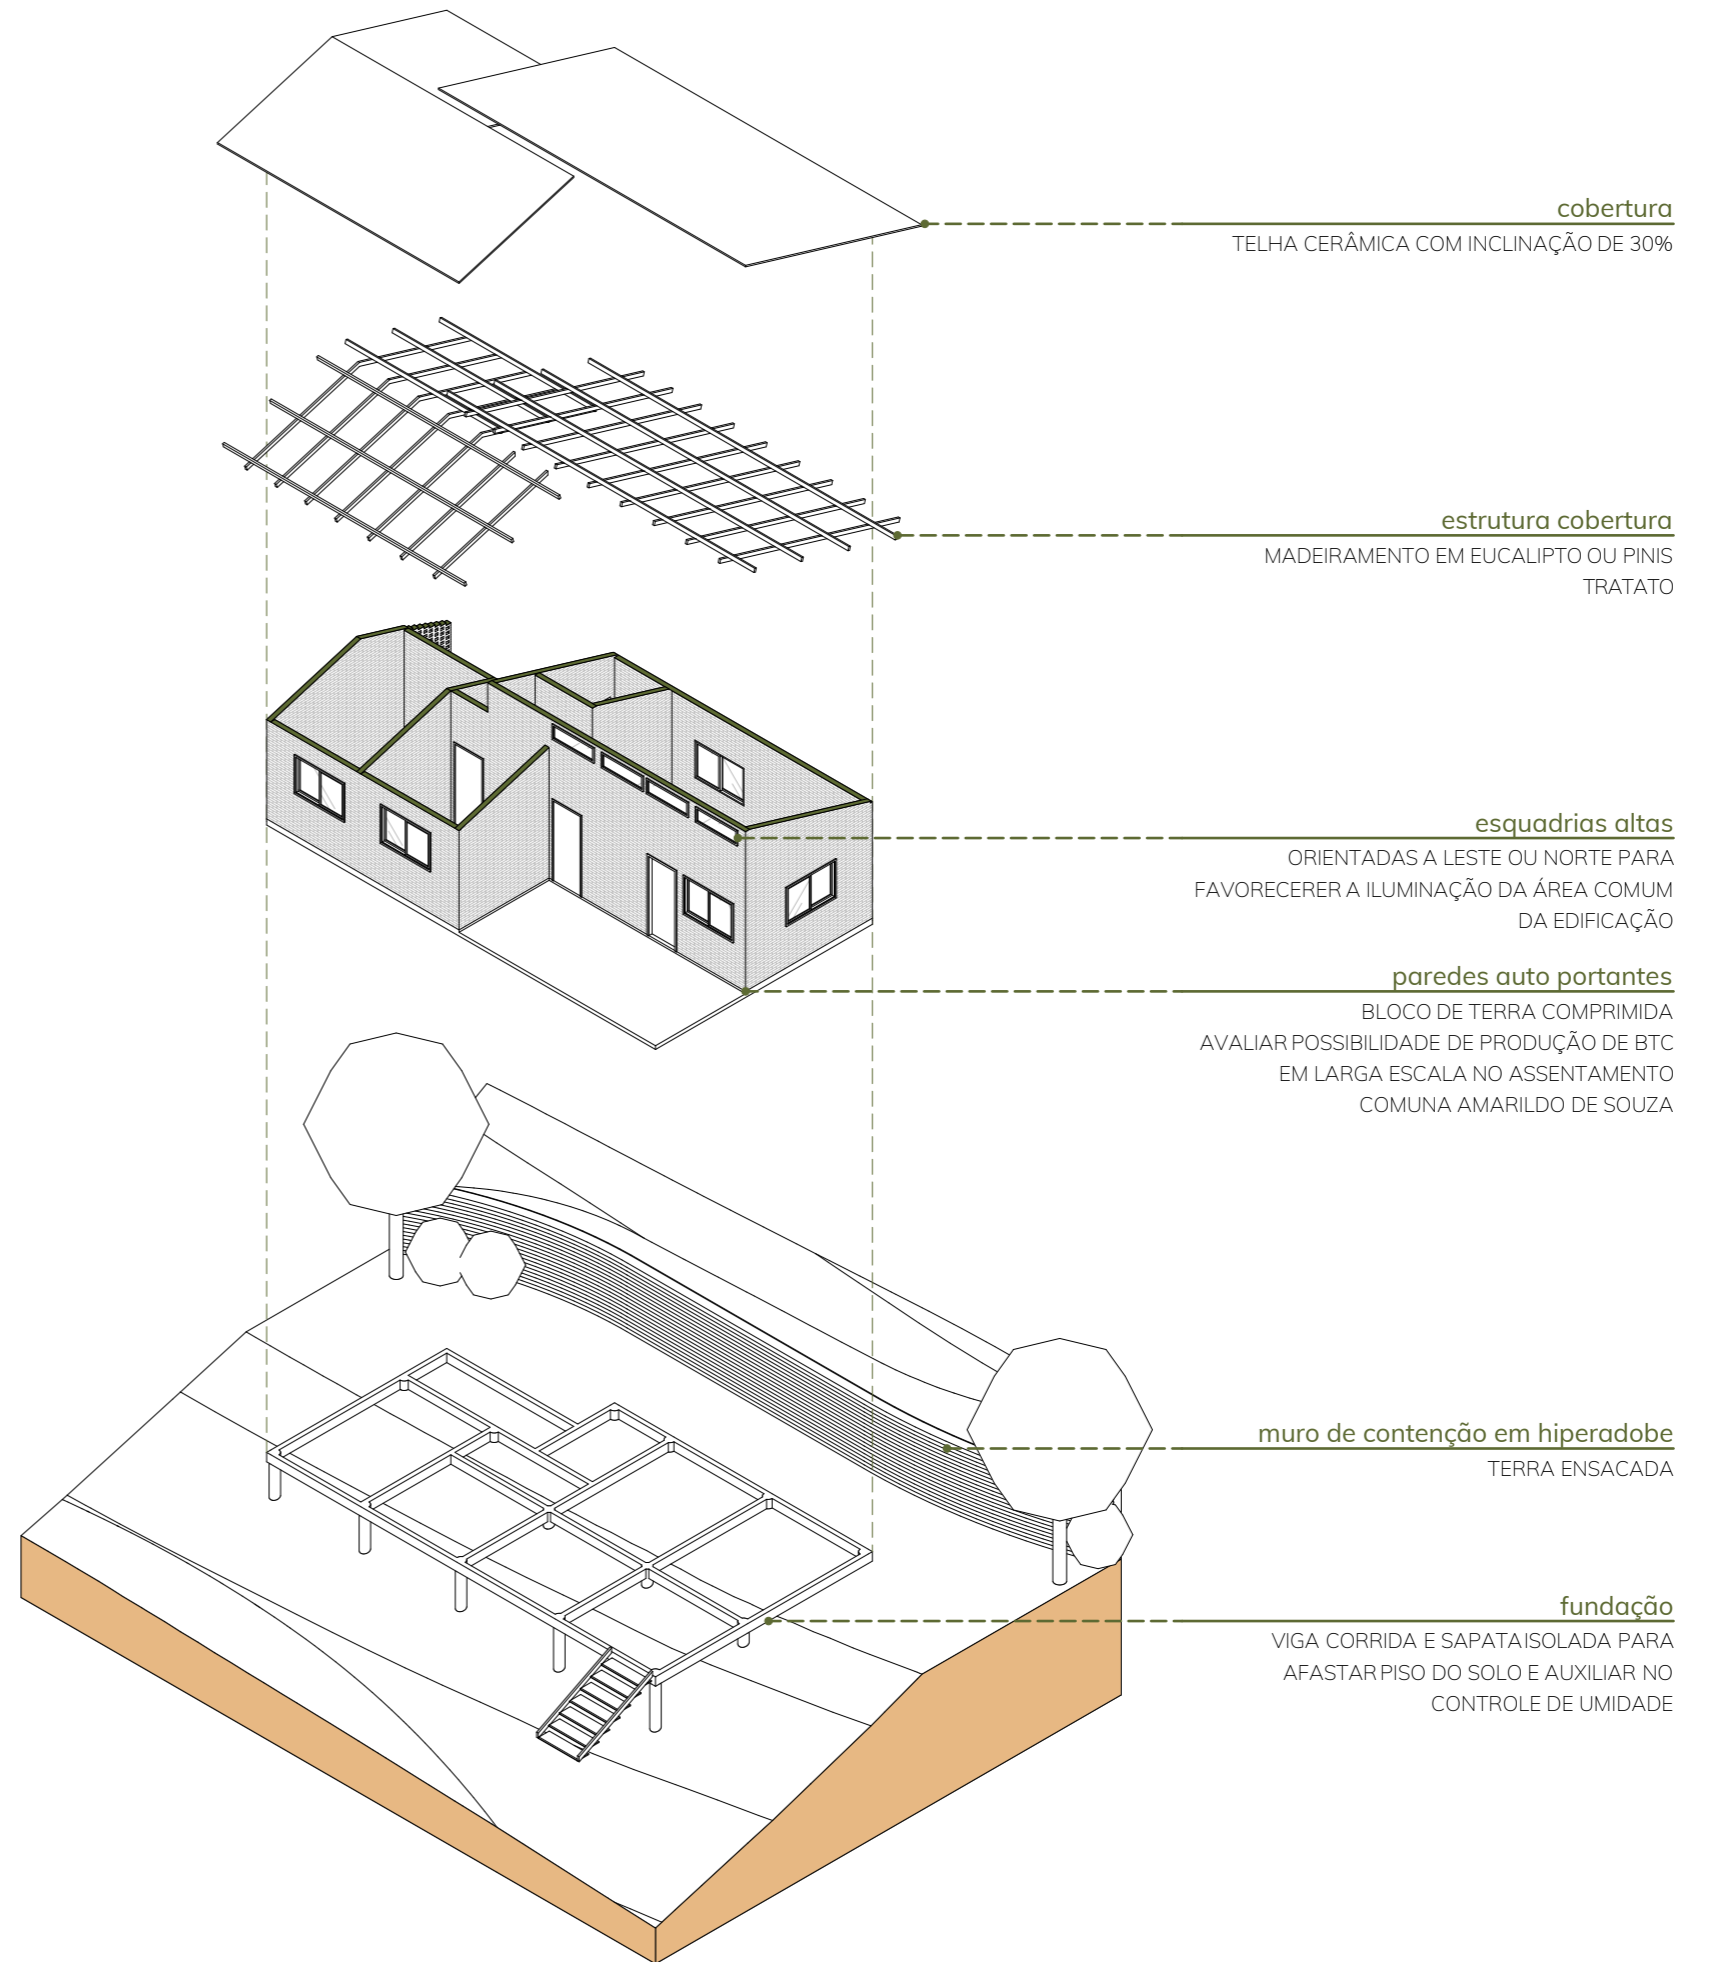 cobertura
TELHA CERÂMICA COM INCLINAÇÃO DE 30%
estrutura cobertura
MADEIRAMENTO EM EUCALIPTO OU PINIS
TRATATO
esquadrias altas
ORIENTADAS A LESTE OU NORTE PARA
FAVORECERER A ILUMINAÇÃO DA ÁREA COMUM
DA EDIFICAÇÃO
paredes auto portantes
BLOCO DE TERRA COMPRIMIDA
AVALIAR POSSIBILIDADE DE PRODUÇÃO DE BTC
EM LARGA ESCALA NO ASSENTAMENTO
COMUNA AMARILDO DE SOUZA
muro de contenção em hiperadobe
TERRA ENSACADA
fundação
VIGA CORRIDA E SAPATA ISOLADA PARA
AFASTAR PISO DO SOLO E AUXILIAR NO
CONTROLE DE UMIDADE